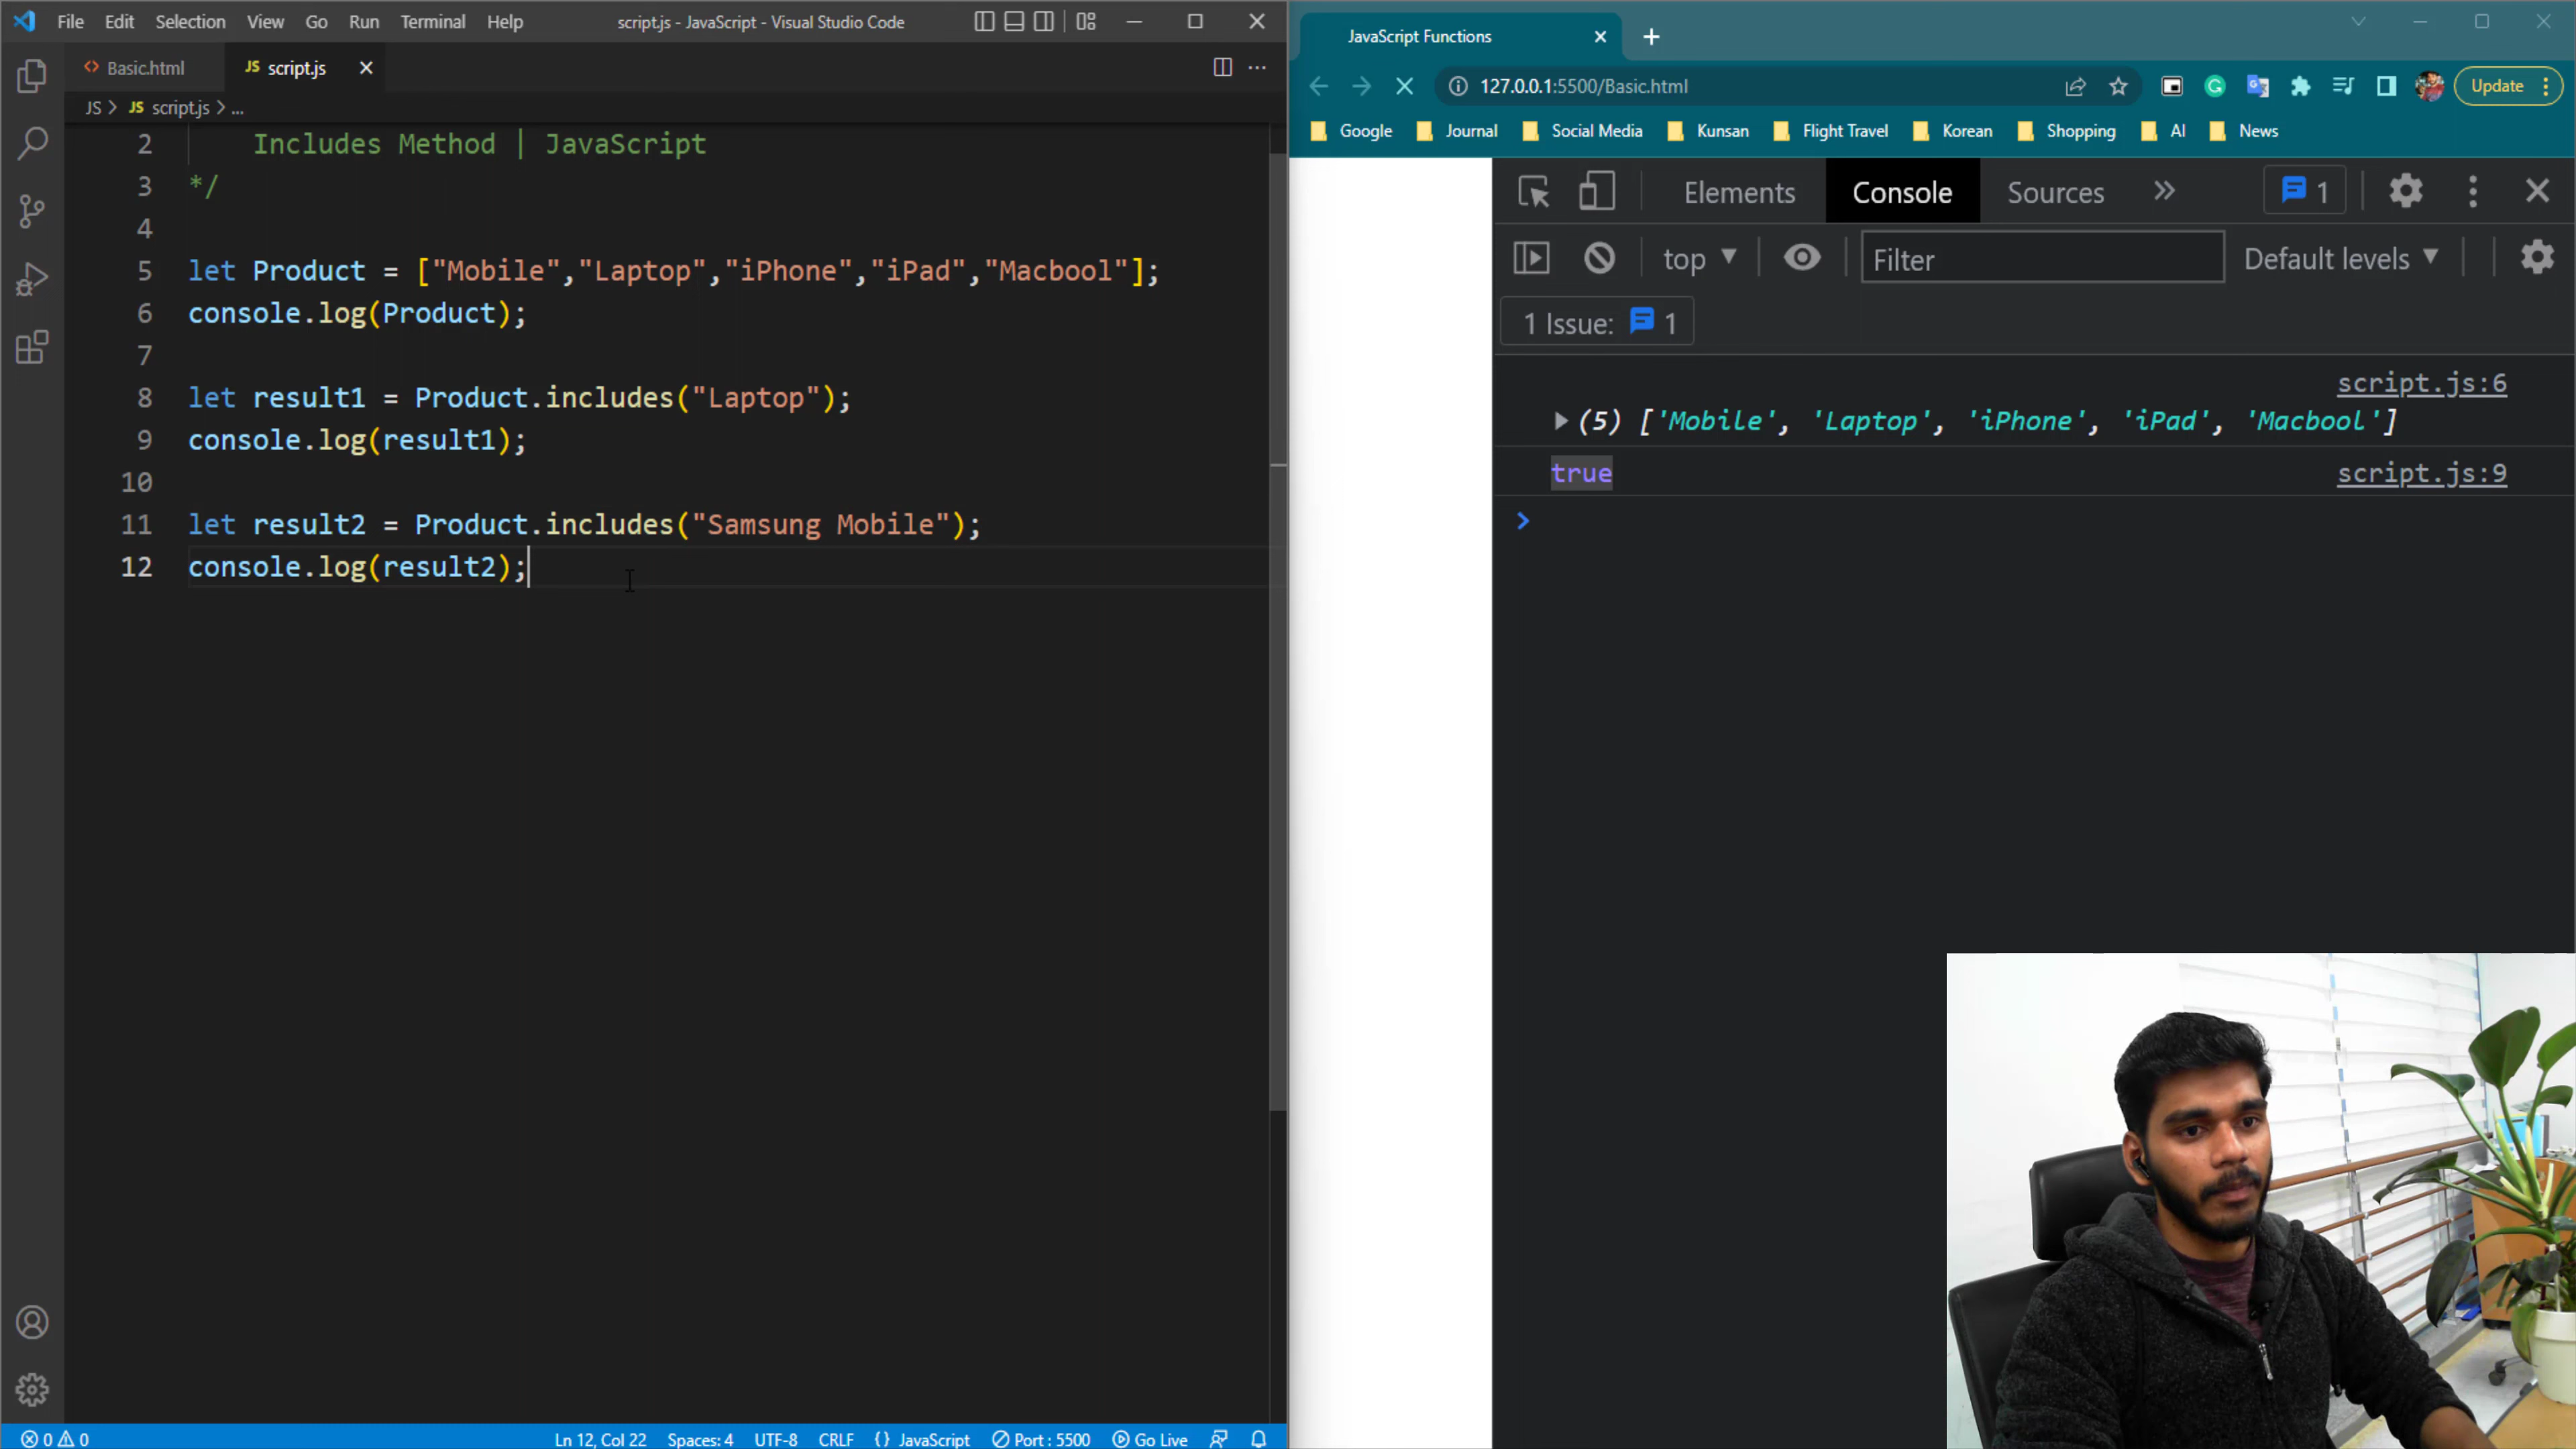 File Edit Selection View Go Run Terminal Help script.js - JavaScript - Visual Studio Code
Basic.html JS script.js
JS > JS script.js > ...
2 Includes Method | JavaScript
3 */
4
5 let Product = ["Mobile","Laptop","iPhone","iPad","Macbool"];
6 console.log(Product);
7
8 let result1 = Product.includes("Laptop");
9 console.log(result1);
10
11 let result2 = Product.includes("Samsung Mobile");
12 console.log(result2);
0 0 Ln 12, Col 22 Spaces: 4 UTF-8 CRLF {} JavaScript Port : 5500 Go Live
JavaScript Functions
127.0.0.1:5500/Basic.html Update
Google Journal Social Media Kunsan Flight Travel Korean Shopping AI News
Elements Console Sources » 1
top Filter Default levels
1 Issue: 1
script.js:6
(5) ['Mobile', 'Laptop', 'iPhone', 'iPad', 'Macbool']
true script.js:9
>